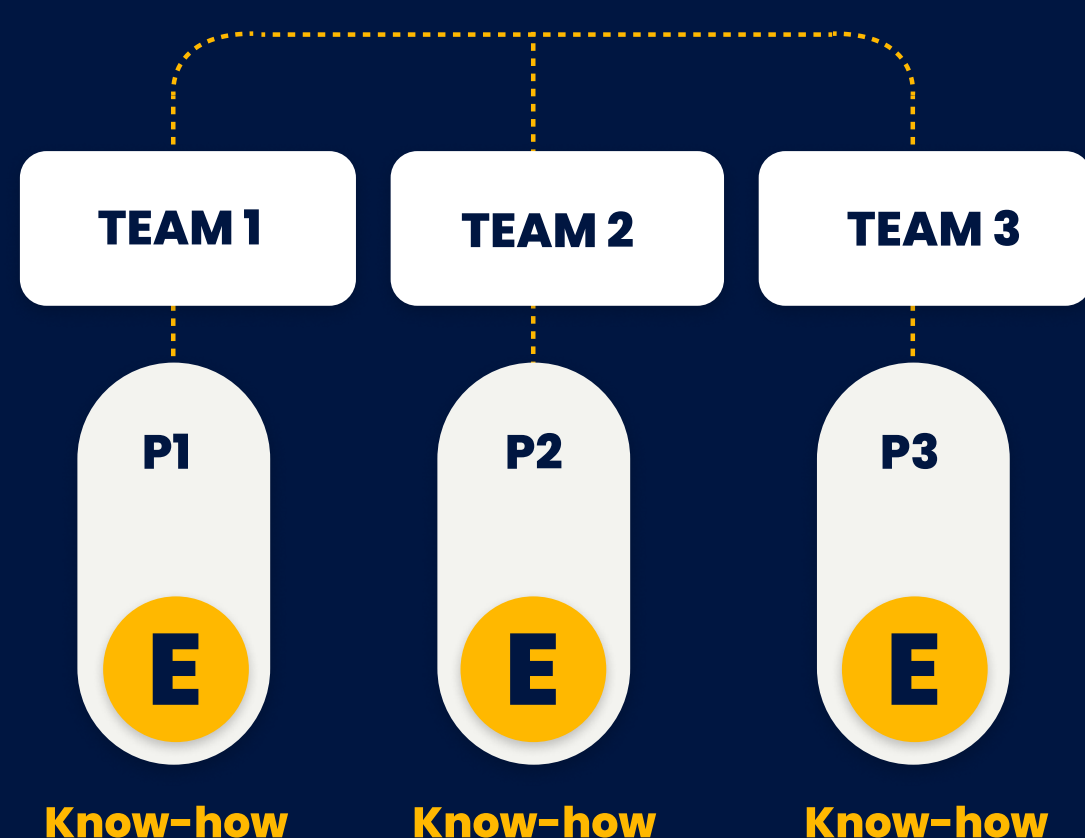 TEAM 1
TEAM 2
TEAM 3
P1
P2
P3
E
E
E
Know-how
Know-how
Know-how